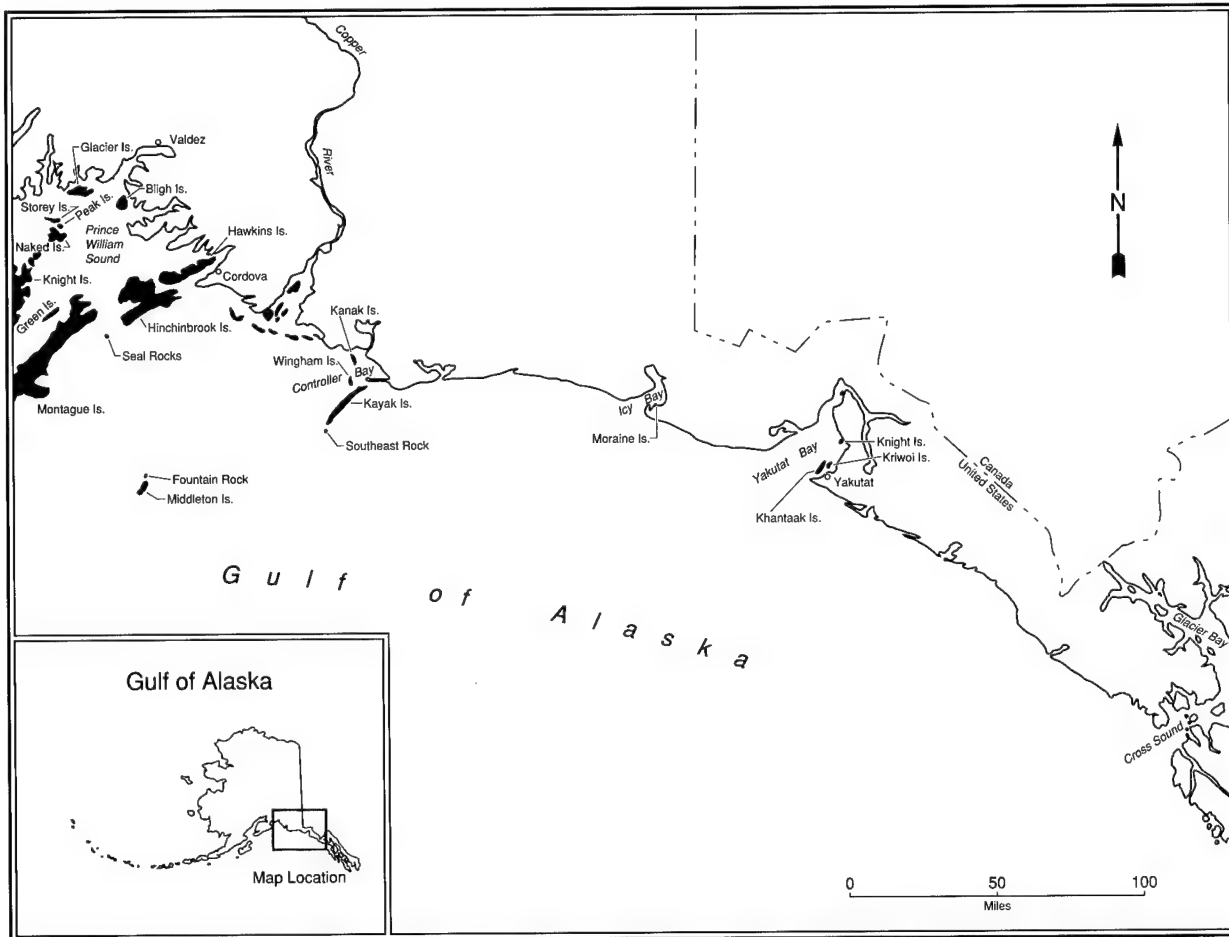 Copper
River
Valdez
Glacier Is.
Bligh Is.
Storey Is.
Peak Is.
Prince
William
Sound
Naked Is.
Hawkins Is.
Cordova
Knight Is.
Green Is.
Hinchinbrook Is.
Seal Rocks
Montague Is.
Kanak Is.
Wingham Is.
Controller Bay
Kayak Is.
Southeast Rock
Fountain Rock
Middleton Is.
Icy Bay
Moraine Is.
Yakutat Bay
Knight Is.
Kriwoi Is.
Yakutat
Khantaak Is.
Canada
United States
N
Glacier Bay
Cross Sound
Gulf of Alaska
Gulf of Alaska
Map Location
0 50 100
Miles